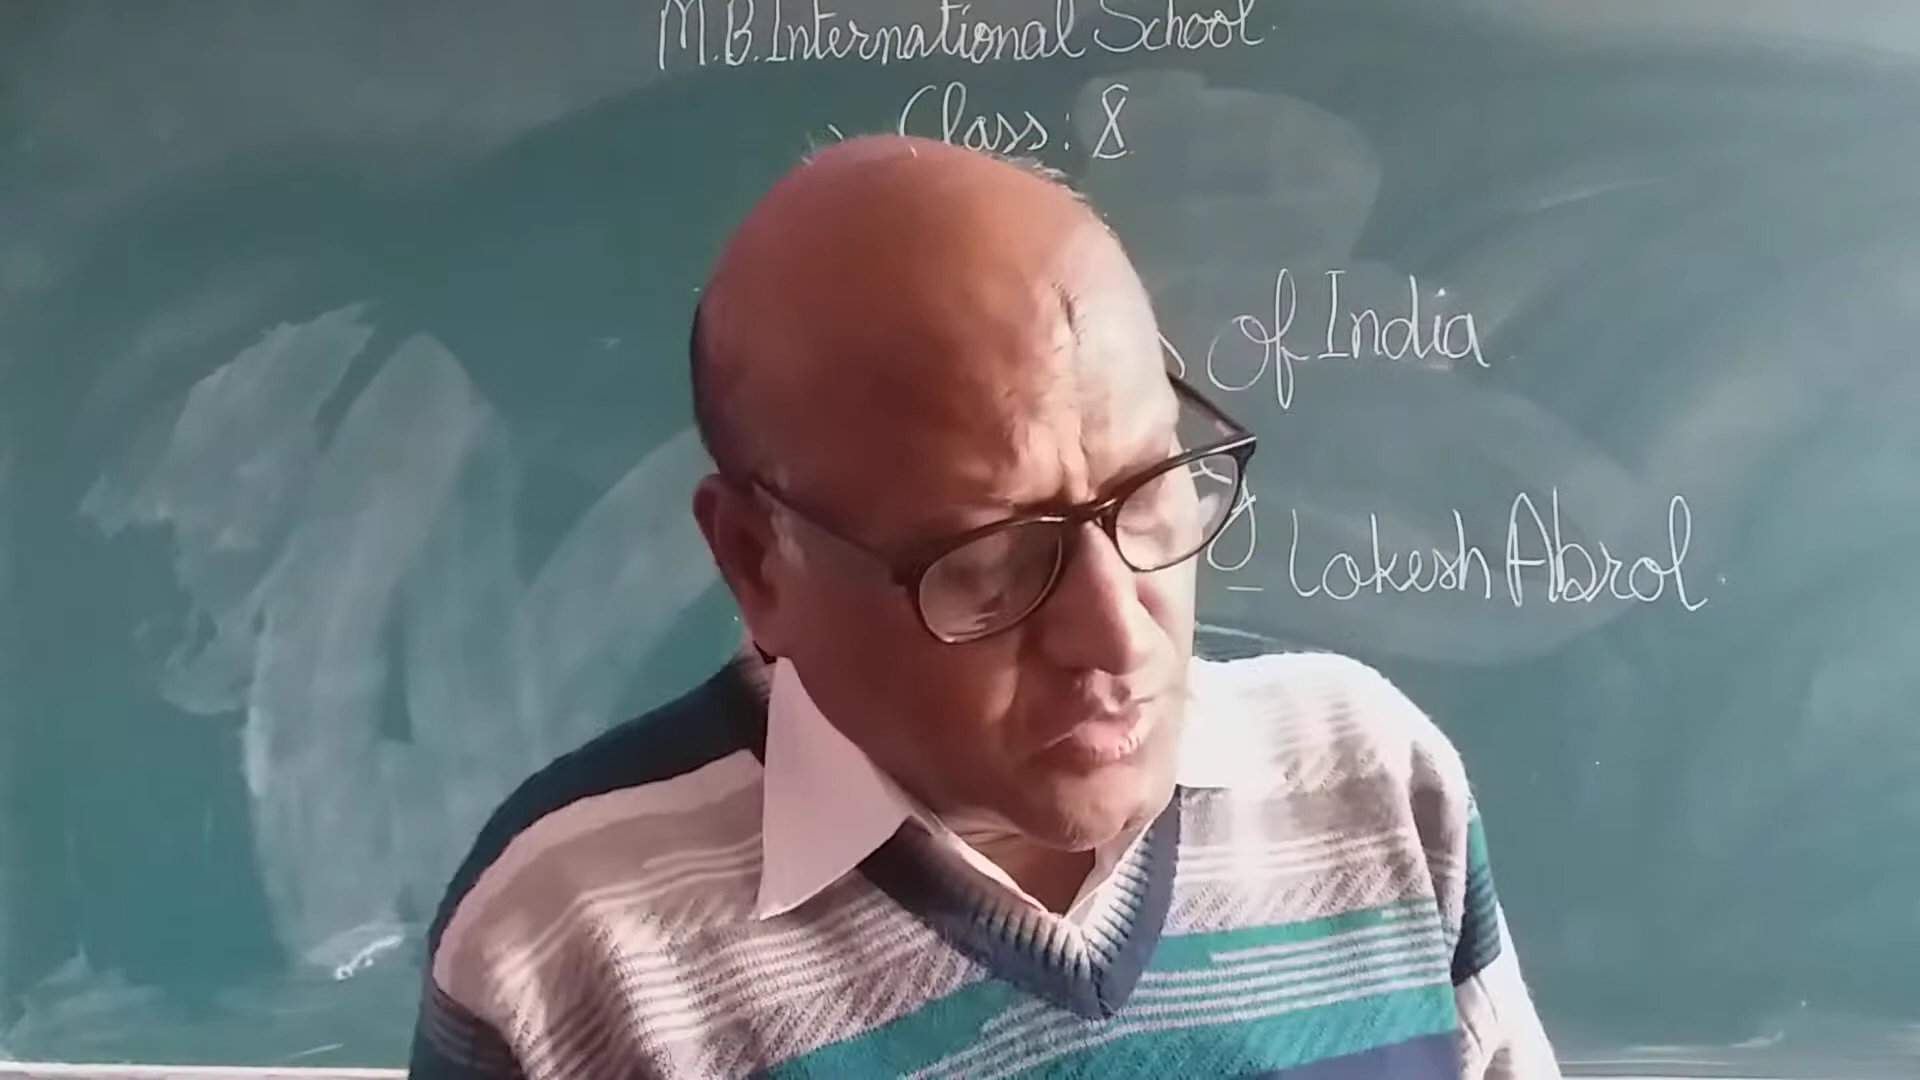 M.B. International School.
Class: 8
of India
Lokesh Abrol.